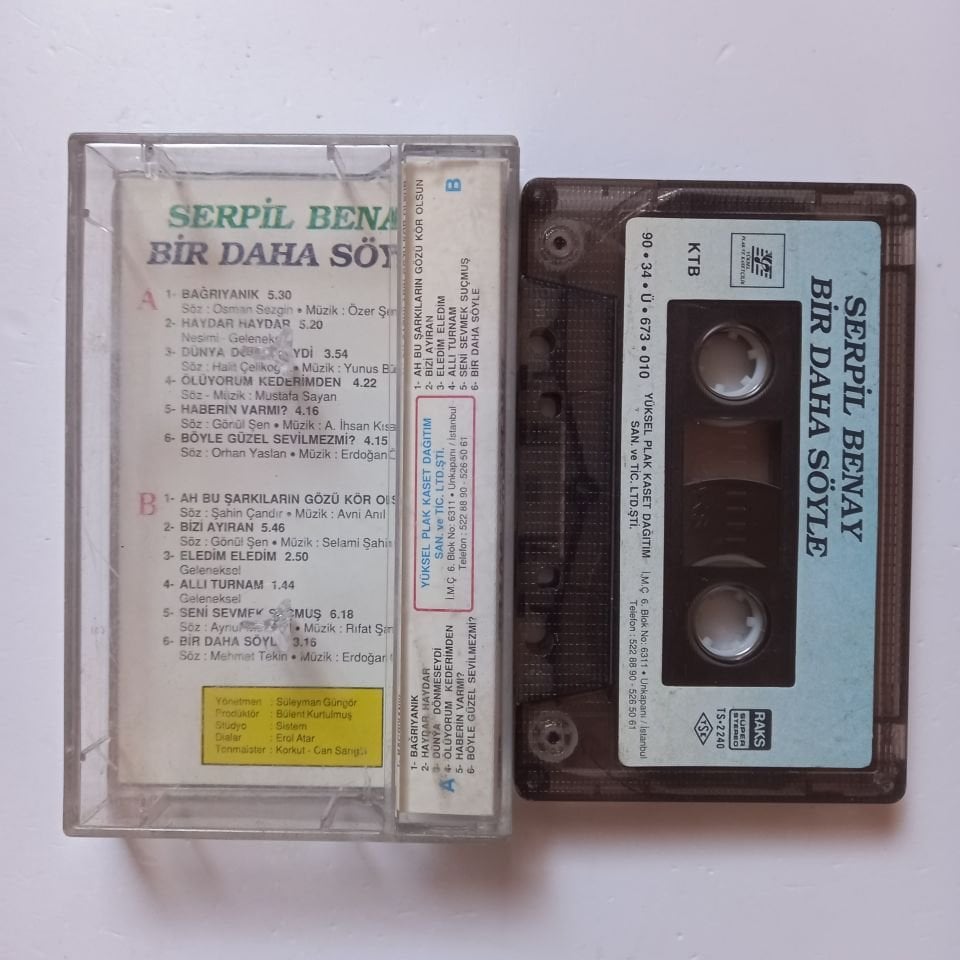 SERPİL BENA
BİR DAHA SÖY
A
1- BAĞRIYANIK 5.30
Söz : Osman Sezgin • Müzik : Özer Şen
2- HAYDAR HAYDAR 5.20
Nesimi - Geleneksel
3- DÜNYA 3.54
Söz : Halit Çelikoğ • Müzik : Yunus Bü
4- ÖLÜYORUM KEDERİMDEN 4.22
Söz - Müzik : Mustafa Sayan
5- HABERİN VARMI? 4.16
Söz : Gönül Şen • Müzik : A. İhsan Kısa
6- BÖYLE GÜZEL SEVİLMEZMİ? 4.15
Söz : Orhan Yaslan • Müzik : Erdoğan
B
1- AH BU ŞARKILARIN GÖZÜ KÖR OLS
Söz : Şahin Çandır • Müzik : Avni Anıl
2- BİZİ AYIRAN 5.46
Söz : Gönül Şen • Müzik : Selami Şahi
3- ELEDİM ELEDİM 2.50
Geleneksel
4- ALLI TURNAM 1.44
Geleneksel
5- SENİ SEVMEK SUÇMUŞ 6.18
Söz : Aynur • Müzik : Rıfat Şa
6- BİR DAHA SÖYL 3.16
Söz : Mehmet Tekin • Müzik : Erdoğan
Yönetmen : Süleyman Güngör
Prodüktör : Bülent Kurtulmuş
Stüdyo : Sistem
Dialar : Erol Atar
Tonmaister : Korkut - Can Sangil
B
1- AH BU ŞARKILARIN GÖZÜ KÖR OLSUN
2- BİZİ AYIRAN
3- ELEDİM ELEDİM
4- ALLI TURNAM
5- SENİ SEVMEK SUÇMUŞ
6- BİR DAHA SÖYLE
YÜKSEL PLAK KASET DAĞITIM
SAN. ve TİC. LTD.ŞTİ.
İ.M.Ç. 6. Blok No: 6311 • Unkapanı / İstanbul
Telefon : 522 88 90 - 526 50 61
A
1- BAĞRIYANIK
2- HAYDAR HAYDAR
3- DÜNYA DÖNMESEYDİ
4- ÖLÜYORUM KEDERİMDEN
5- HABERİN VARMI?
6- BÖYLE GÜZEL SEVİLMEZMİ?
SERPİL BENAY
BİR DAHA SÖYLE
YÜKSEL
PLAK VE KASETÇİLİK
KTB
90 • 34 • Ü • 673 • 010
YÜKSEL PLAK KASET DAĞITIM
SAN. ve TİC. LTD.ŞTİ.
İ.M.Ç. 6. Blok No: 6311 • Unkapanı / İstanbul
Telefon : 522 88 90 - 526 50 61
RAKS
SÜPER
STEREO
TS-2240
TSE